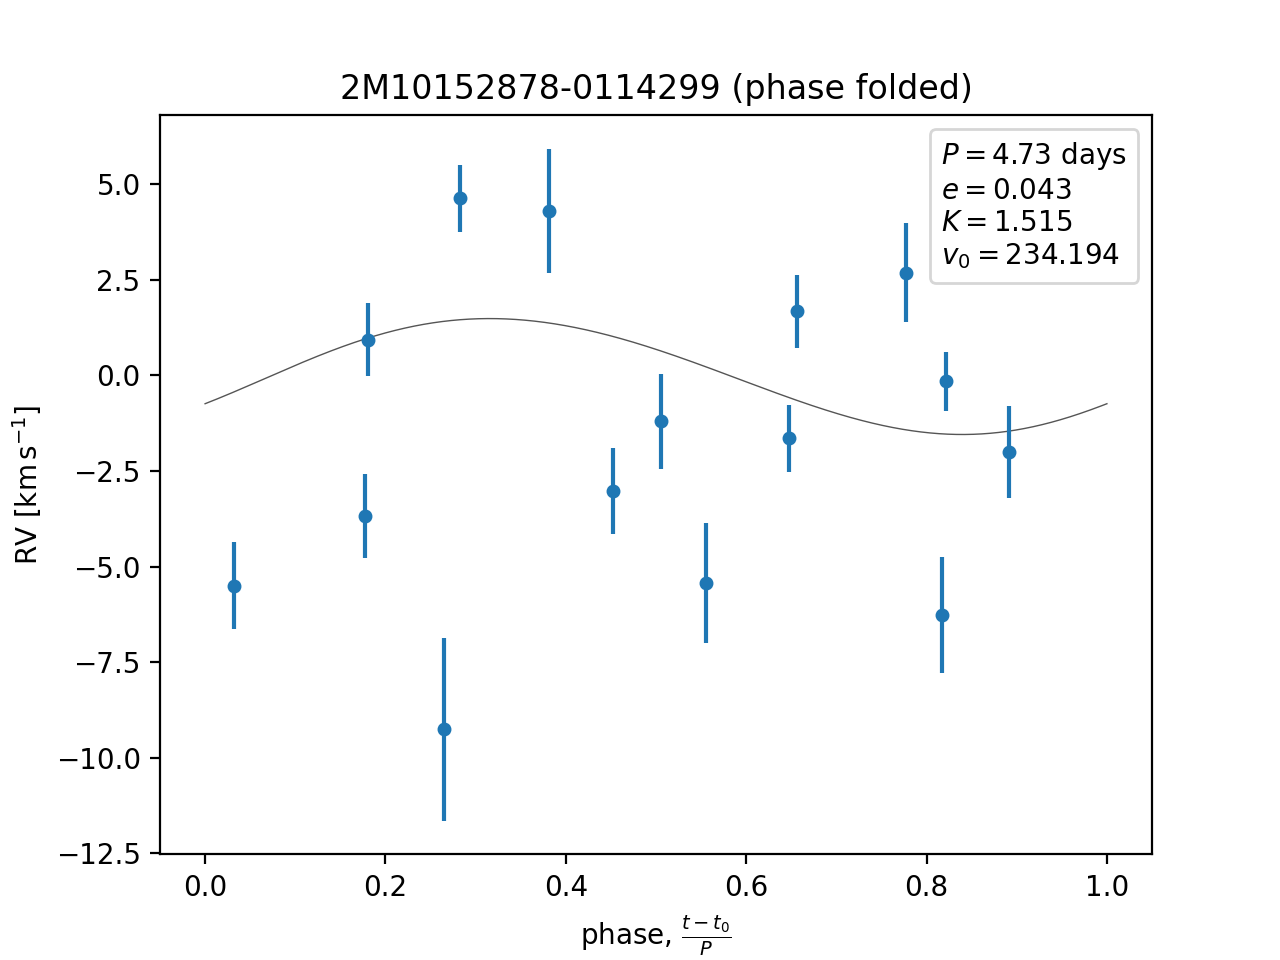 2M10152878-0114299 (phase folded)
P = 4.73 days
e = 0.043
K = 1.515
v₀ = 234.194
RV [km s⁻¹]
5.0
2.5
0.0
−2.5
−5.0
−7.5
−10.0
−12.5
0.0 0.2 0.4 0.6 0.8 1.0
phase, (t − t₀)/P